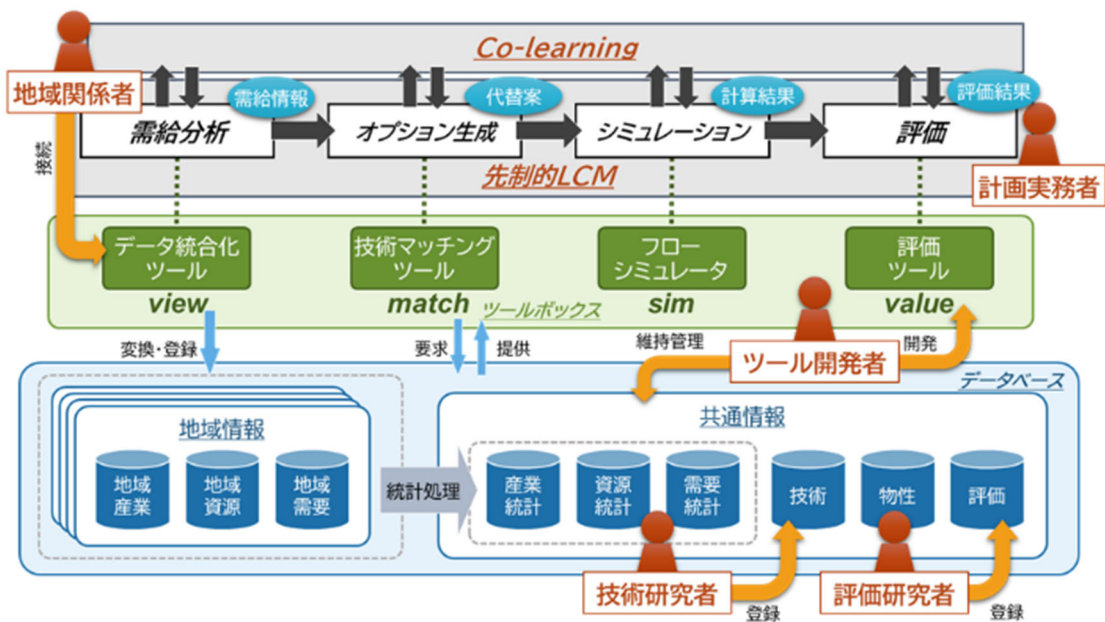 Co-learning
地域関係者
需給情報
代替案
計算結果
評価結果
需給分析
オプション生成
シミュレーション
評価
接続
先制的LCM
計画実務者
データ統合化
ツール
技術マッチング
ツール
フロー
シミュレータ
評価
ツール
view
match
ツールボックス
sim
value
変換・登録
要求
提供
維持管理
開発
ツール開発者
データベース
地域情報
共通情報
地域
産業
地域
資源
地域
需要
統計処理
産業
統計
資源
統計
需要
統計
技術
物性
評価
技術研究者
登録
評価研究者
登録